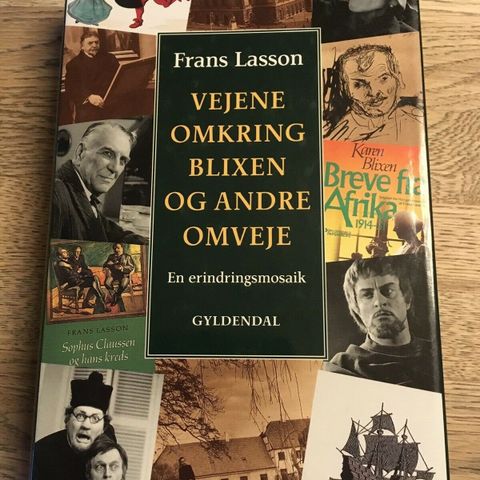 Frans Lasson
VEJENE
OMKRING
BLIXEN
OG ANDRE
OMVEJE
En erindringsmosaik
GYLDENDAL
Karen
Blixen
Breve fra
Afrika
1914-
FRANS LASSON
Sophus Claussen
og hans kreds